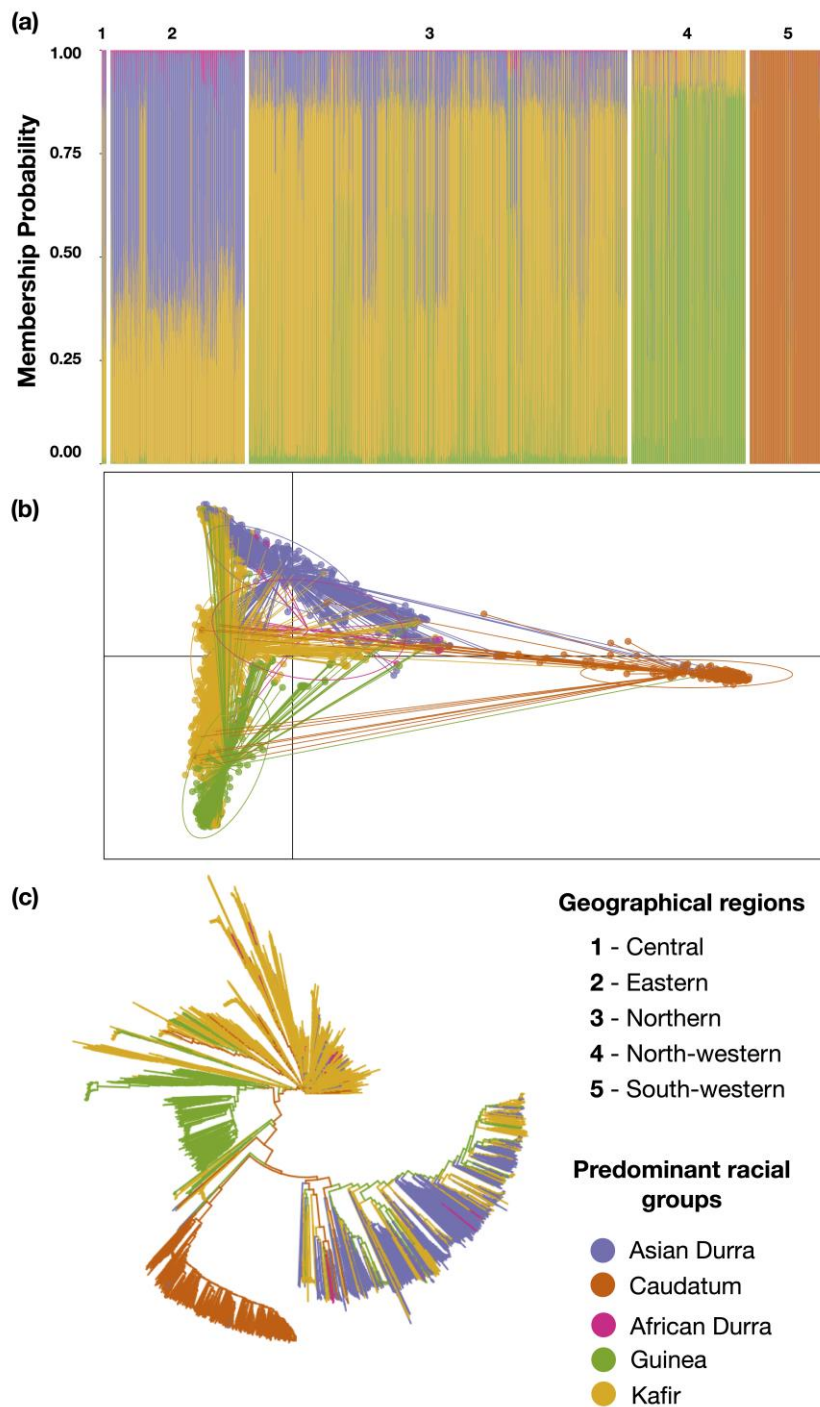 (a)
1 2 3 4 5
Membership Probability
1.00
0.75
0.50
0.25
0.00
(b)
(c)
Geographical regions
1 - Central
2 - Eastern
3 - Northern
4 - North-western
5 - South-western
Predominant racial
groups
Asian Durra
Caudatum
African Durra
Guinea
Kafir